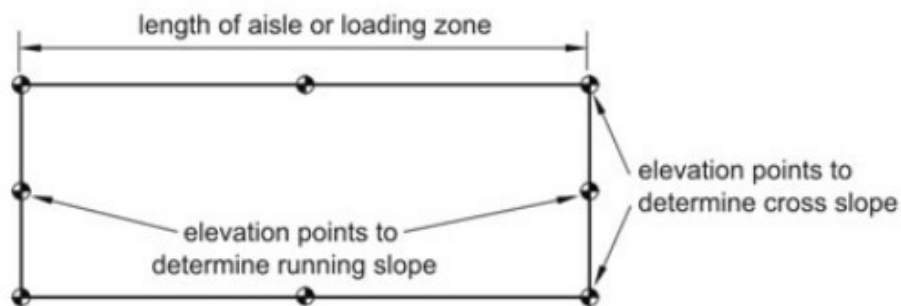 length of aisle or loading zone
elevation points to
determine cross slope
elevation points to
determine running slope